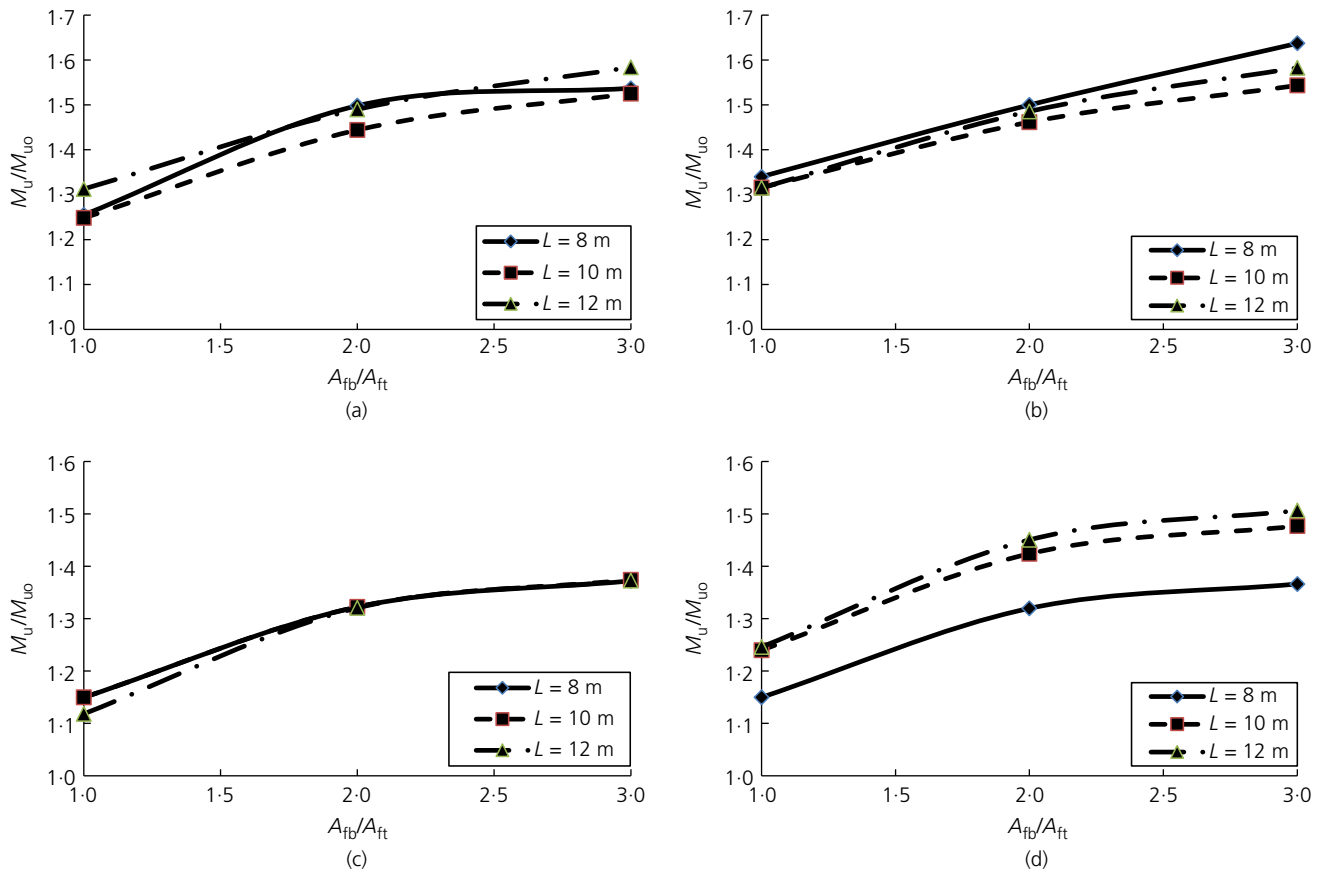 1·7
1·6
1·5
1·4
1·3
1·2
1·1
1·0
Mu/Muo
1·0 1·5 2·0 2·5 3·0
Afb/Aft
L = 8 m
L = 10 m
L = 12 m
(a)
1·7
1·6
1·5
1·4
1·3
1·2
1·1
1·0
Mu/Muo
1·0 1·5 2·0 2·5 3·0
Afb/Aft
L = 8 m
L = 10 m
L = 12 m
(b)
1·6
1·5
1·4
1·3
1·2
1·1
1·0
Mu/Muo
1·0 1·5 2·0 2·5 3·0
Afb/Aft
L = 8 m
L = 10 m
L = 12 m
(c)
1·6
1·5
1·4
1·3
1·2
1·1
1·0
Mu/Muo
1·0 1·5 2·0 2·5 3·0
Afb/Aft
L = 8 m
L = 10 m
L = 12 m
(d)